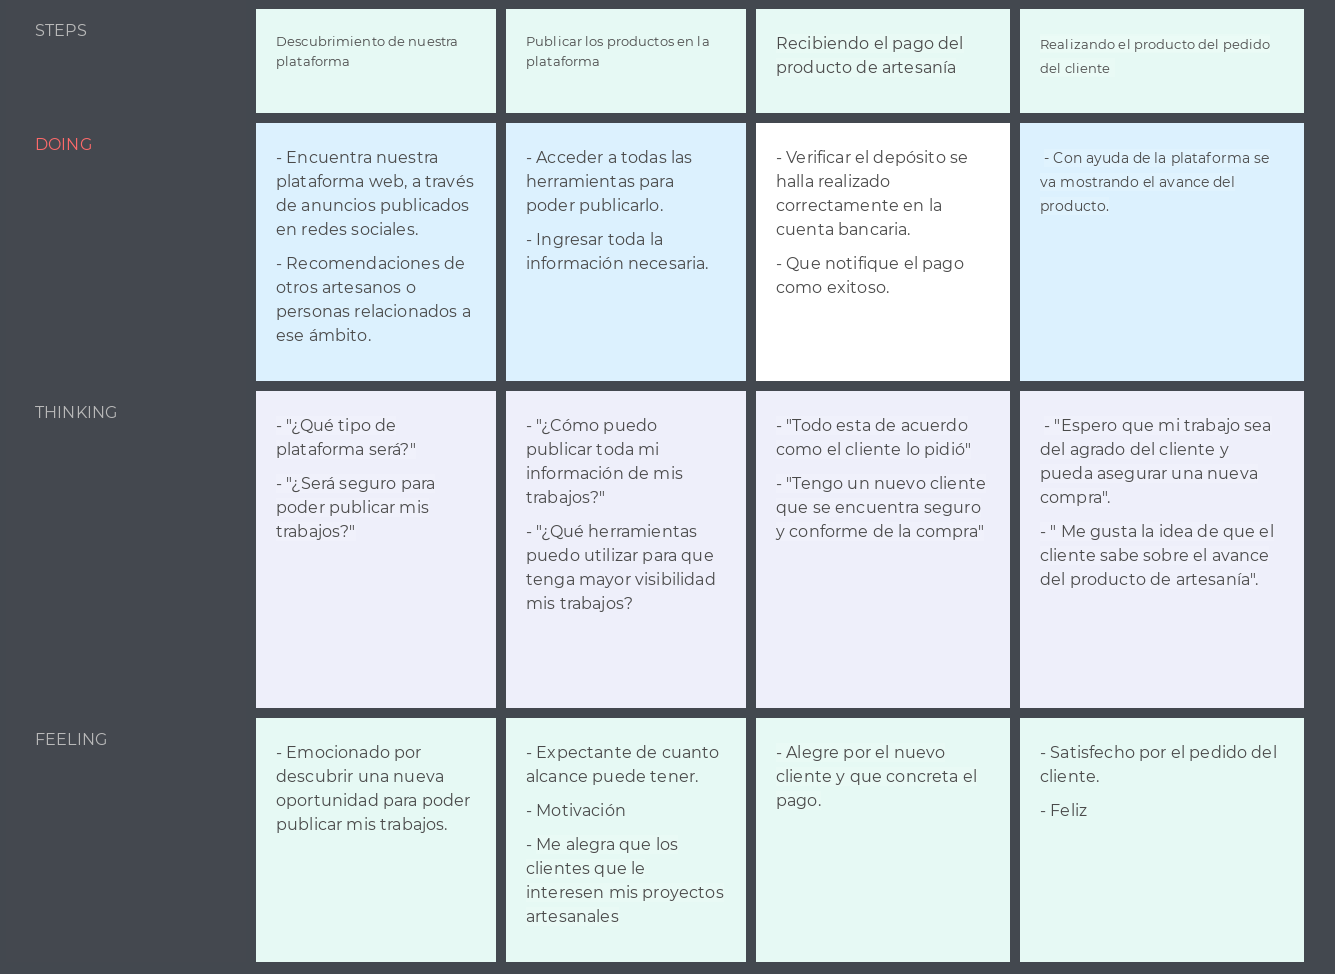 STEPS
Descubrimiento de nuestra
plataforma
Publicar los productos en la
plataforma
Recibiendo el pago del
producto de artesanía
Realizando el producto del pedido
del cliente
DOING
- Encuentra nuestra
plataforma web, a través
de anuncios publicados
en redes sociales.
- Recomendaciones de
otros artesanos o
personas relacionados a
ese ámbito.
- Acceder a todas las
herramientas para
poder publicarlo.
- Ingresar toda la
información necesaria.
- Verificar el depósito se
halla realizado
correctamente en la
cuenta bancaria.
- Que notifique el pago
como exitoso.
- Con ayuda de la plataforma se
va mostrando el avance del
producto.
THINKING
- "¿Qué tipo de
plataforma será?"
- "¿Será seguro para
poder publicar mis
trabajos?"
- "¿Cómo puedo
publicar toda mi
información de mis
trabajos?"
- "¿Qué herramientas
puedo utilizar para que
tenga mayor visibilidad
mis trabajos?
- "Todo esta de acuerdo
como el cliente lo pidió"
- "Tengo un nuevo cliente
que se encuentra seguro
y conforme de la compra"
- "Espero que mi trabajo sea
del agrado del cliente y
pueda asegurar una nueva
compra".
- " Me gusta la idea de que el
cliente sabe sobre el avance
del producto de artesanía".
FEELING
- Emocionado por
descubrir una nueva
oportunidad para poder
publicar mis trabajos.
- Expectante de cuanto
alcance puede tener.
- Motivación
- Me alegra que los
clientes que le
interesen mis proyectos
artesanales
- Alegre por el nuevo
cliente y que concreta el
pago.
- Satisfecho por el pedido del
cliente.
- Feliz